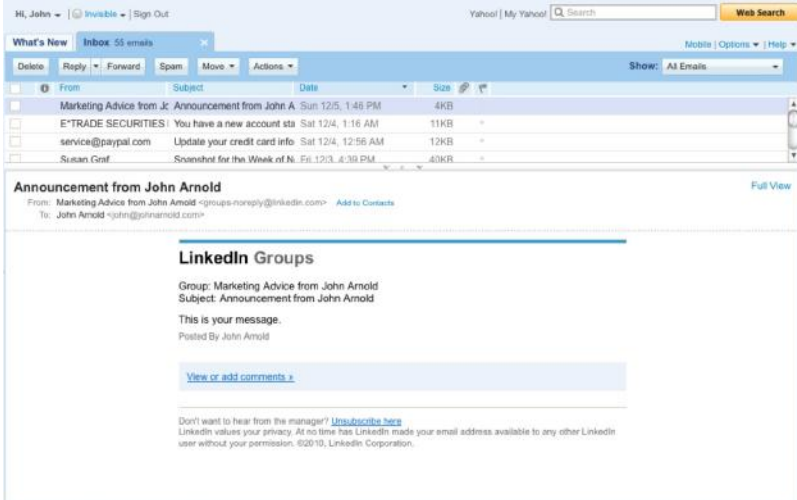 Hi, John Invisible | Sign Out Yahoo! | My Yahoo! Search Web Search
What's New Inbox 55 emails Mobile | Options | Help
Delete Reply Forward Spam Move Actions Show: All Emails
From Subject Date Size
Marketing Advice from Jc Announcement from John A Sun 12/5, 1:46 PM 4KB
E*TRADE SECURITIES You have a new account sta Sat 12/4, 1:16 AM 11KB
service@paypal.com Update your credit card info Sat 12/4, 12:56 AM 12KB
Susan Graf Snapshot for the Week of N Fri 12/3, 4:39 PM 40KB
Announcement from John Arnold Full View
From: Marketing Advice from John Arnold <groups-noreply@linkedin.com> Add to Contacts
To: John Arnold <john@johnarnold.com>
LinkedIn Groups
Group: Marketing Advice from John Arnold
Subject: Announcement from John Arnold
This is your message.
Posted By John Arnold
View or add comments »
Don't want to hear from the manager? Unsubscribe here
LinkedIn values your privacy. At no time has LinkedIn made your email address available to any other LinkedIn
user without your permission. ©2010, LinkedIn Corporation.